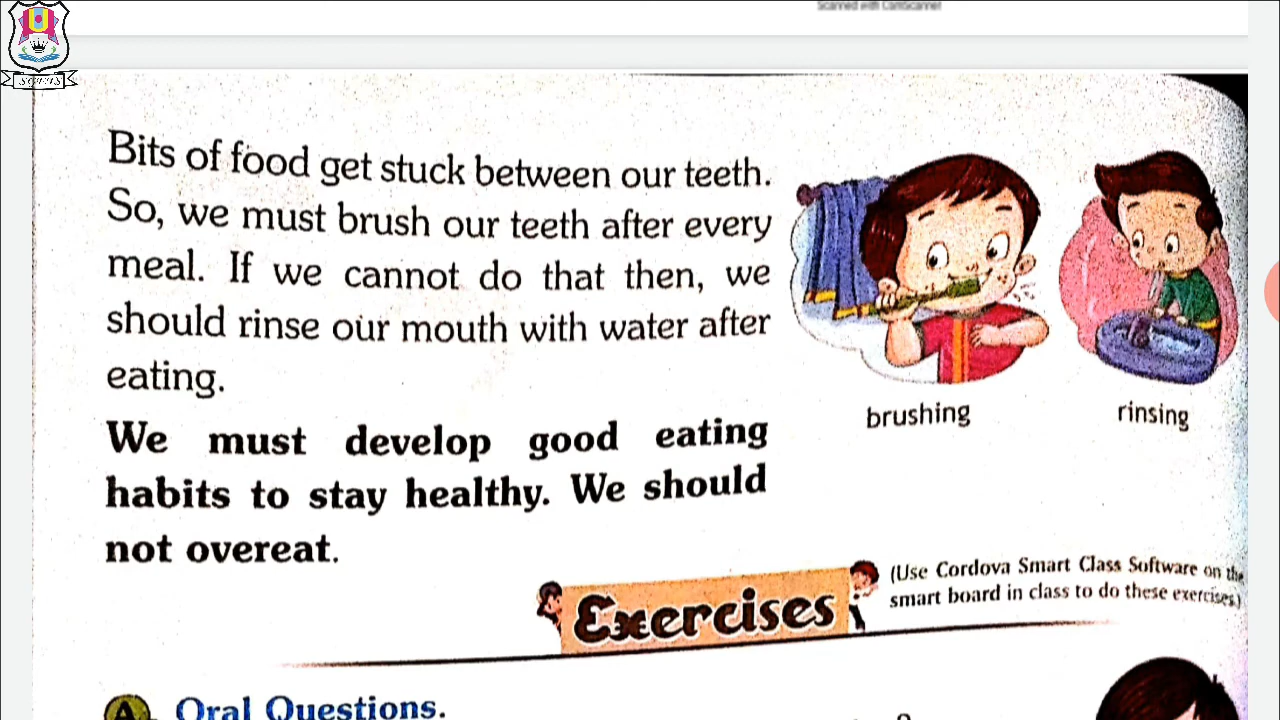 Scanned with CamScanner
Bits of food get stuck between our teeth.
So, we must brush our teeth after every
meal. If we cannot do that then, we
should rinse our mouth with water after
eating.
We must develop good eating
habits to stay healthy. We should
not overeat.
brushing
rinsing
Exercises
(Use Cordova Smart Class Software on the
smart board in class to do these exercises)
A Oral Questions.